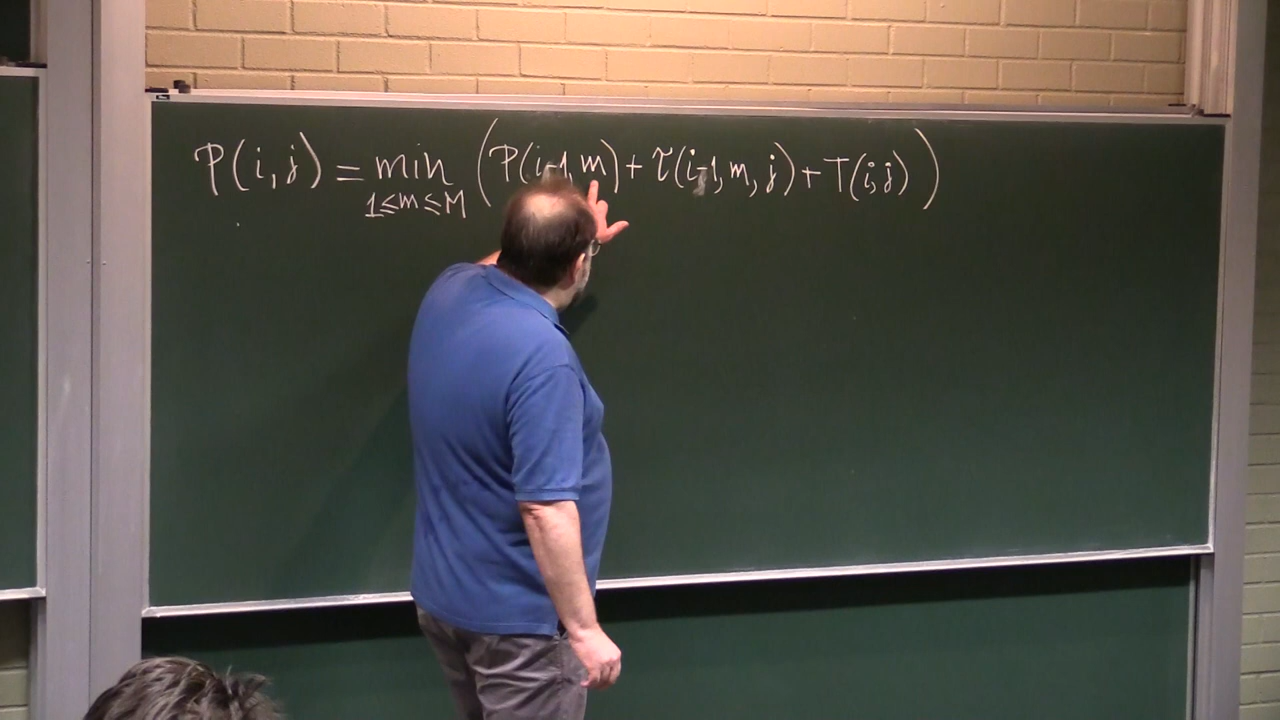 P(i,j) = min (P(i-1,m) + τ(i-1,m,j) + T(i,j))
1≤m≤M